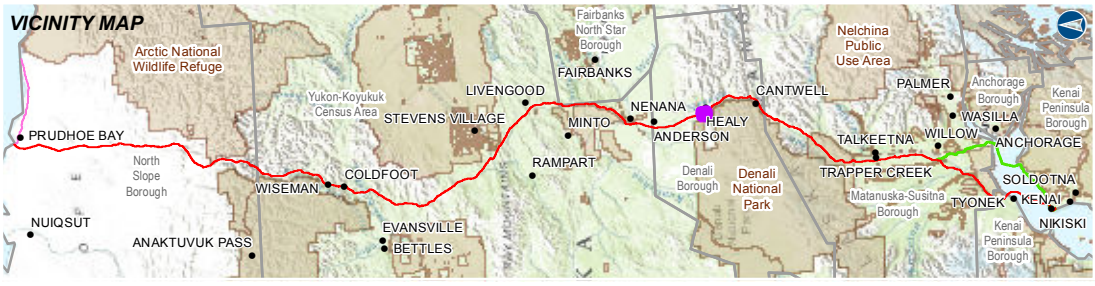 VICINITY MAP
Arctic National
Wildlife Refuge
Yukon-Koyukuk
Census Area
Fairbanks
North Star
Borough
FAIRBANKS
Nelchina
Public
Use Area
PALMER
Anchorage
Borough
Kenai
Peninsula
Borough
LIVENGOOD
STEVENS VILLAGE
MINTO
NENANA
ANDERSON
HEALY
CANTWELL
TALKEETNA
WILLOW
WASILLA
ANCHORAGE
PRUDHOE BAY
North
Slope
Borough
WISEMAN
COLDFOOT
RAMPART
Denali
Borough
Denali
National
Park
TRAPPER CREEK
Matanuska-Susitna
Borough
SOLDOTNA
TYONEK
KENAI
NIKISKI
Kenai
Peninsula
Borough
NUIQSUT
ANAKTUVUK PASS
EVANSVILLE
BETTLES